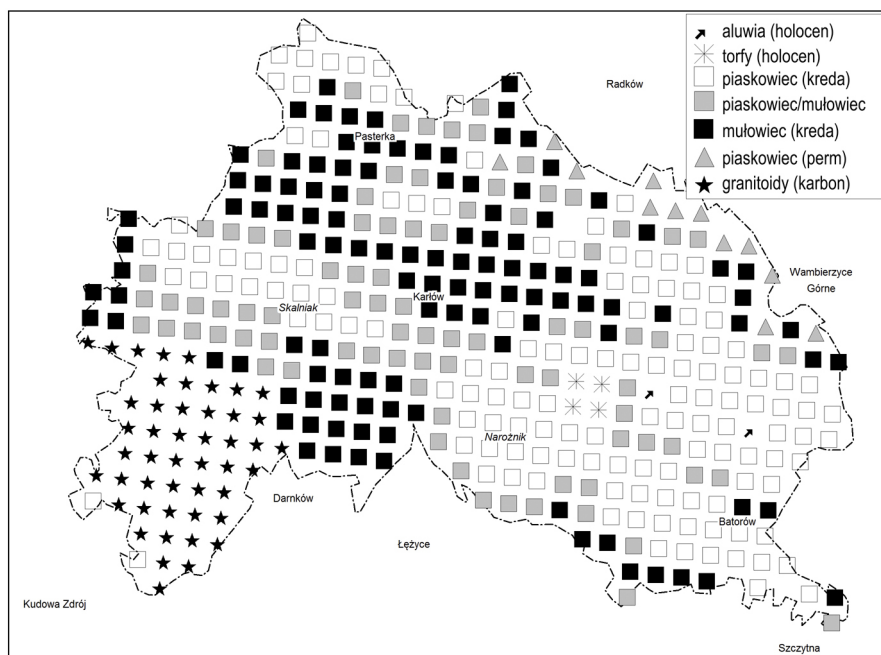 aluwia (holocen)
torfy (holocen)
piaskowiec (kreda)
piaskowiec/mułowiec
mułowiec (kreda)
piaskowiec (perm)
granitoidy (karbon)
Radków
Pasterka
Wambierzyce
Górne
Karłów
Skalniak
Narożnik
Darnków
Batorów
Łężyce
Kudowa Zdrój
Szczytna